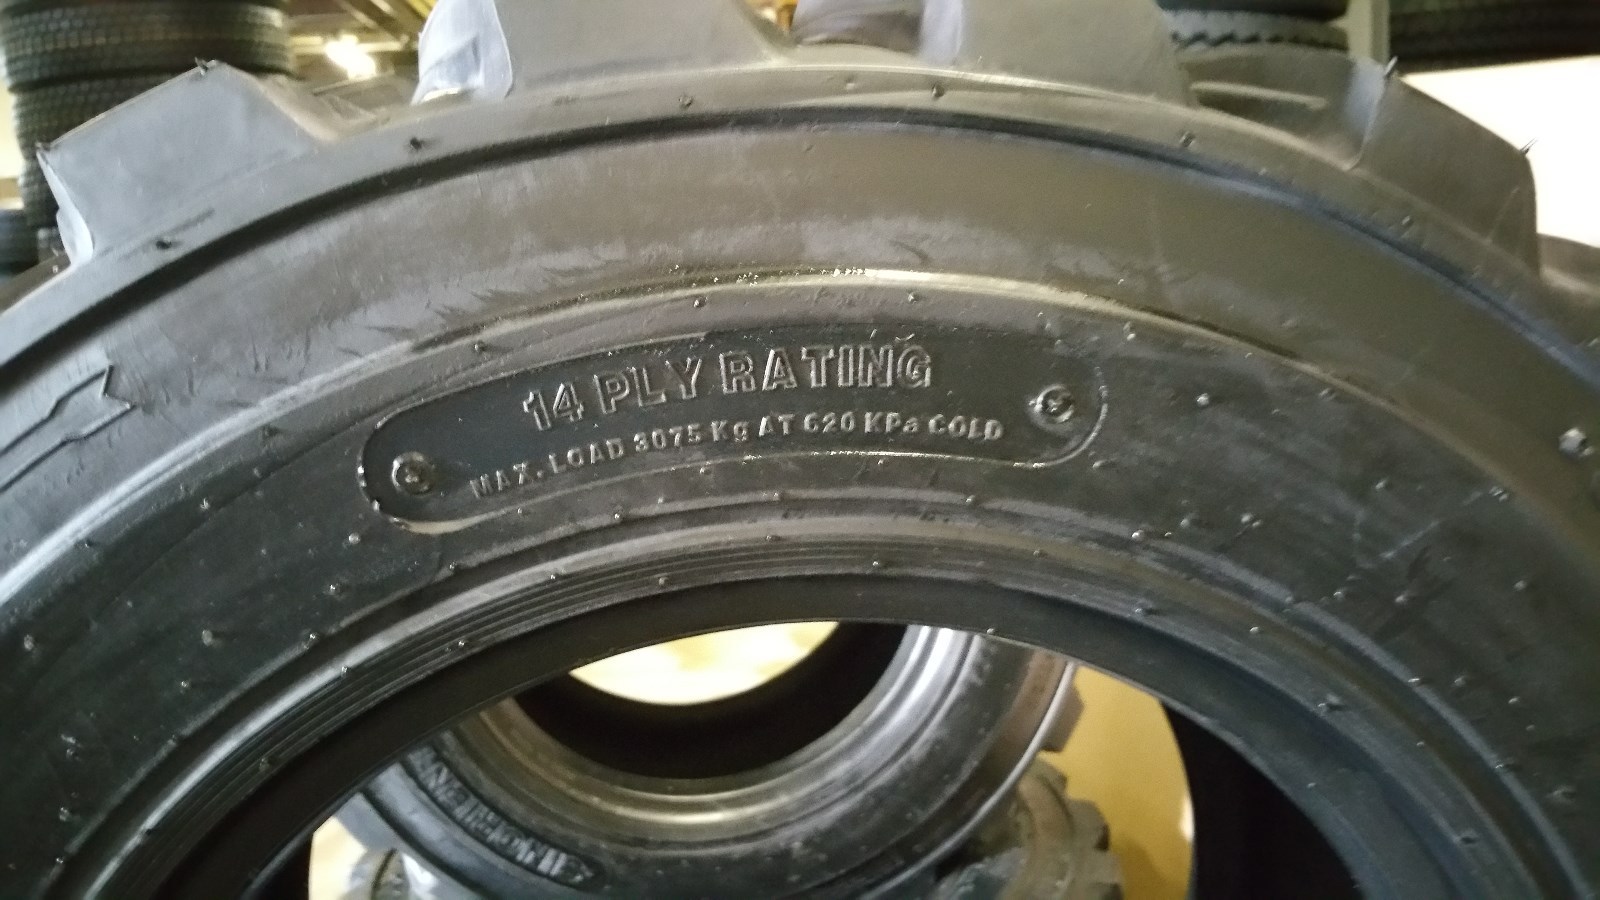 14 PLY RATING
MAX. LOAD 3075 Kg AT 620 KPa COLD